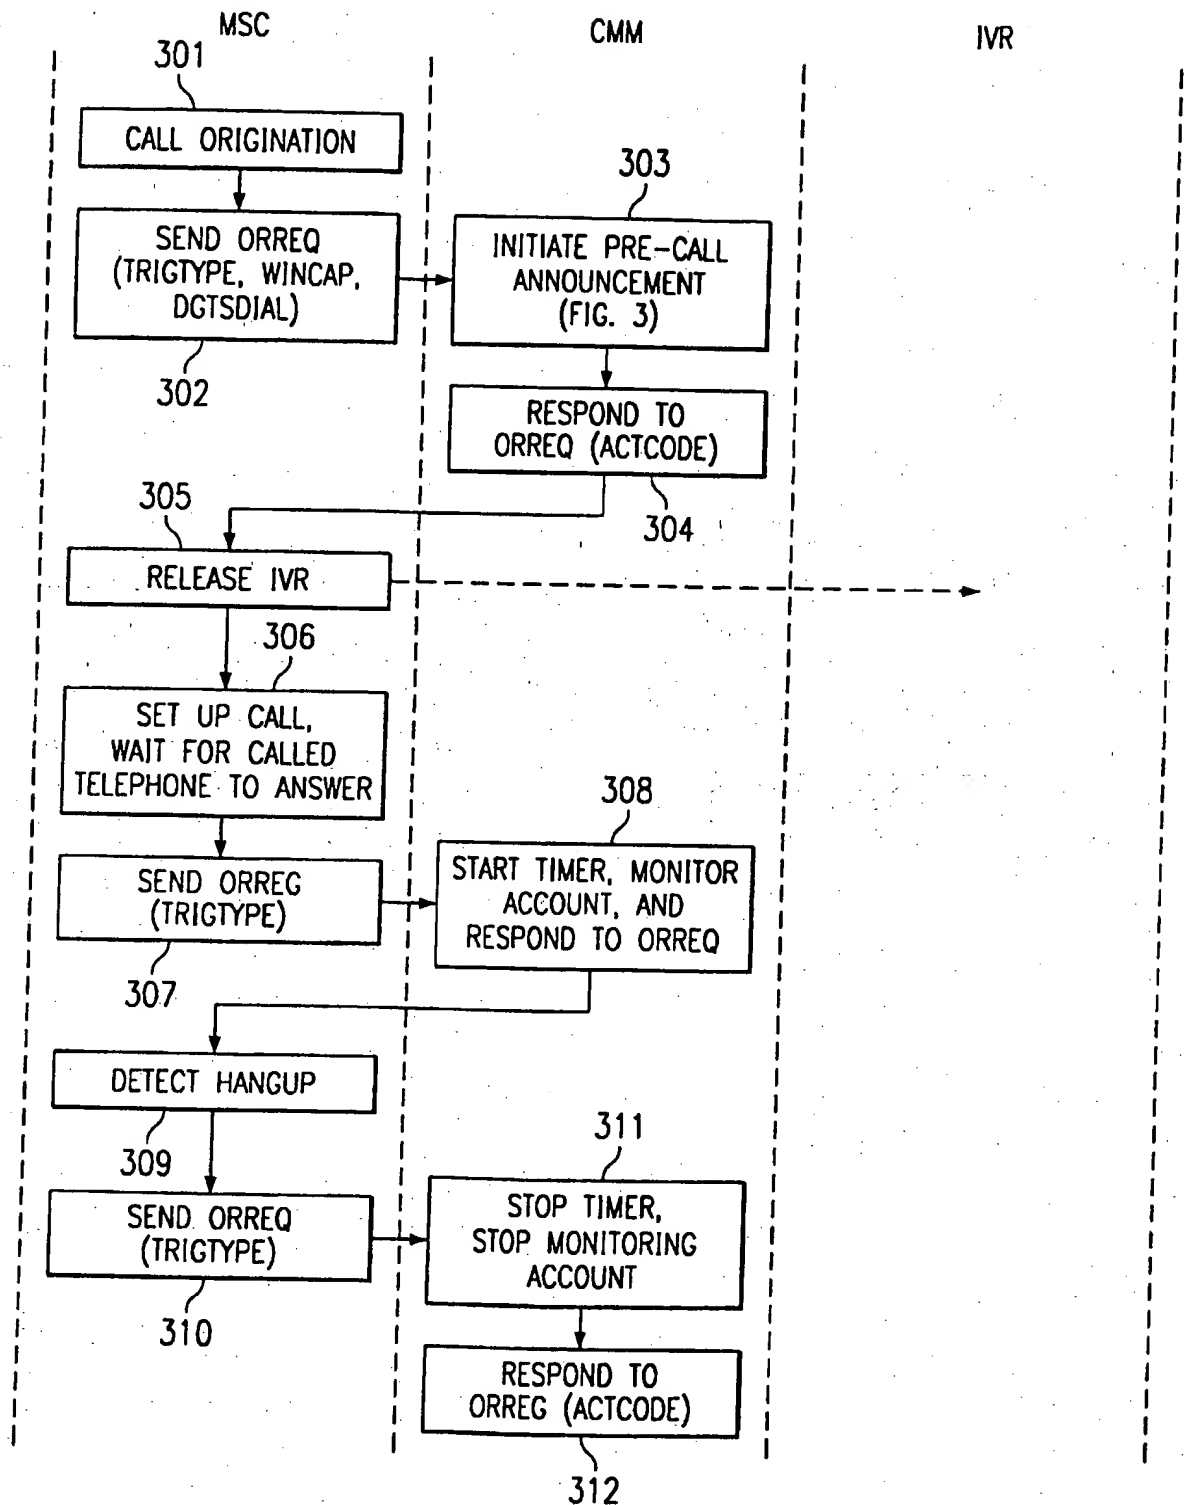 MSC
CMM
IVR
301
CALL ORIGINATION
303
SEND ORREQ
(TRIGTYPE, WINCAP,
DGTSDIAL)
302
INITIATE PRE-CALL
ANNOUNCEMENT
(FIG. 3)
RESPOND TO
ORREQ (ACTCODE)
304
305
RELEASE IVR
306
SET UP CALL,
WAIT FOR CALLED
TELEPHONE TO ANSWER
308
SEND ORREG
(TRIGTYPE)
307
START TIMER, MONITOR
ACCOUNT, AND
RESPOND TO ORREQ
DETECT HANGUP
309
311
SEND ORREQ
(TRIGTYPE)
310
STOP TIMER,
STOP MONITORING
ACCOUNT
RESPOND TO
ORREG (ACTCODE)
312